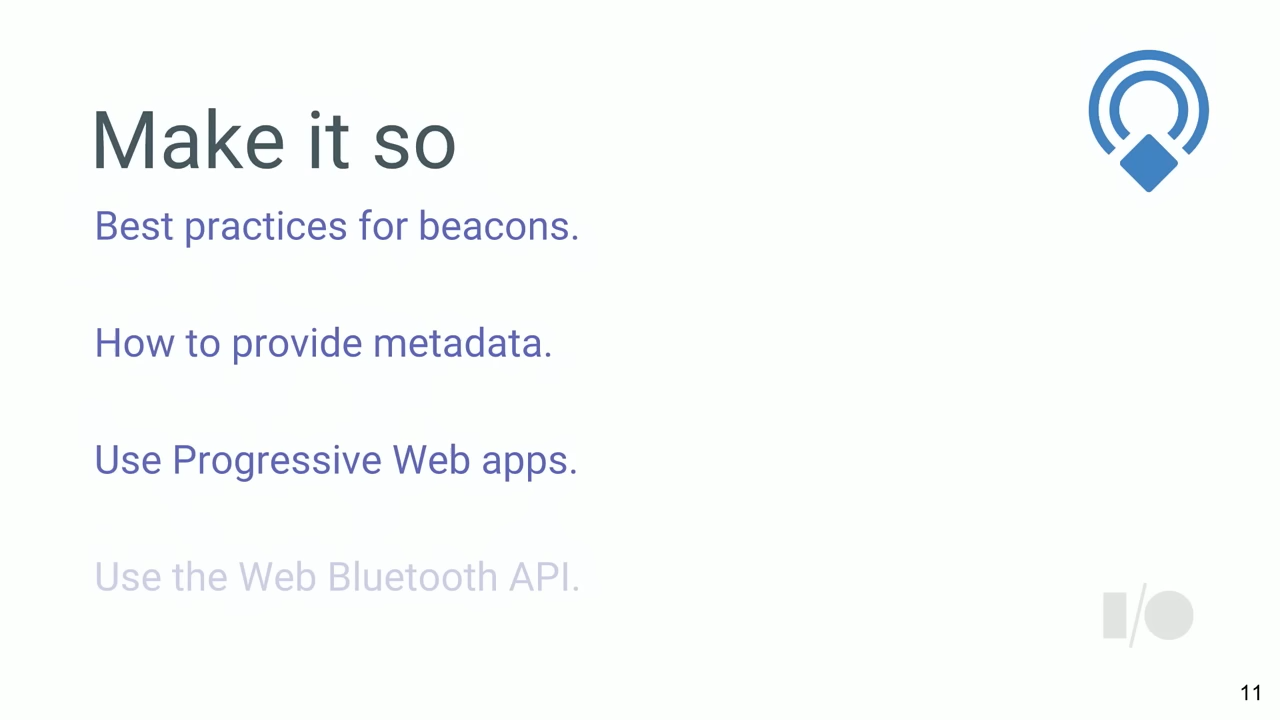 Make it so
Best practices for beacons.
How to provide metadata.
Use Progressive Web apps.
Use the Web Bluetooth API.
I/O
11